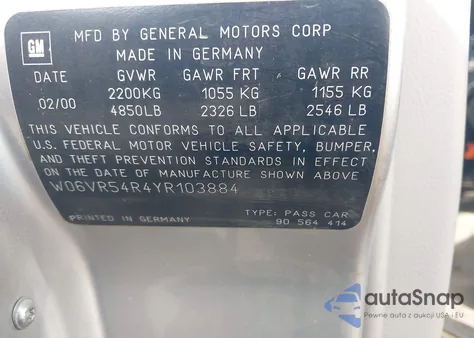 GM
MFD BY GENERAL MOTORS CORP
MADE IN GERMANY
DATE GVWR GAWR FRT GAWR RR
02/00 2200KG 1055 KG 1155 KG
4850LB 2326 LB 2546 LB
THIS VEHICLE CONFORMS TO ALL APPLICABLE
U.S. FEDERAL MOTOR VEHICLE SAFETY, BUMPER,
AND THEFT PREVENTION STANDARDS IN EFFECT
ON THE DATE OF MANUFACTURE SHOWN ABOVE
W06VR54R4YR103884
TYPE: PASS CAR
PRINTED IN GERMANY 90 564 414
autoSnap
Pewne auta z aukcji USA i EU